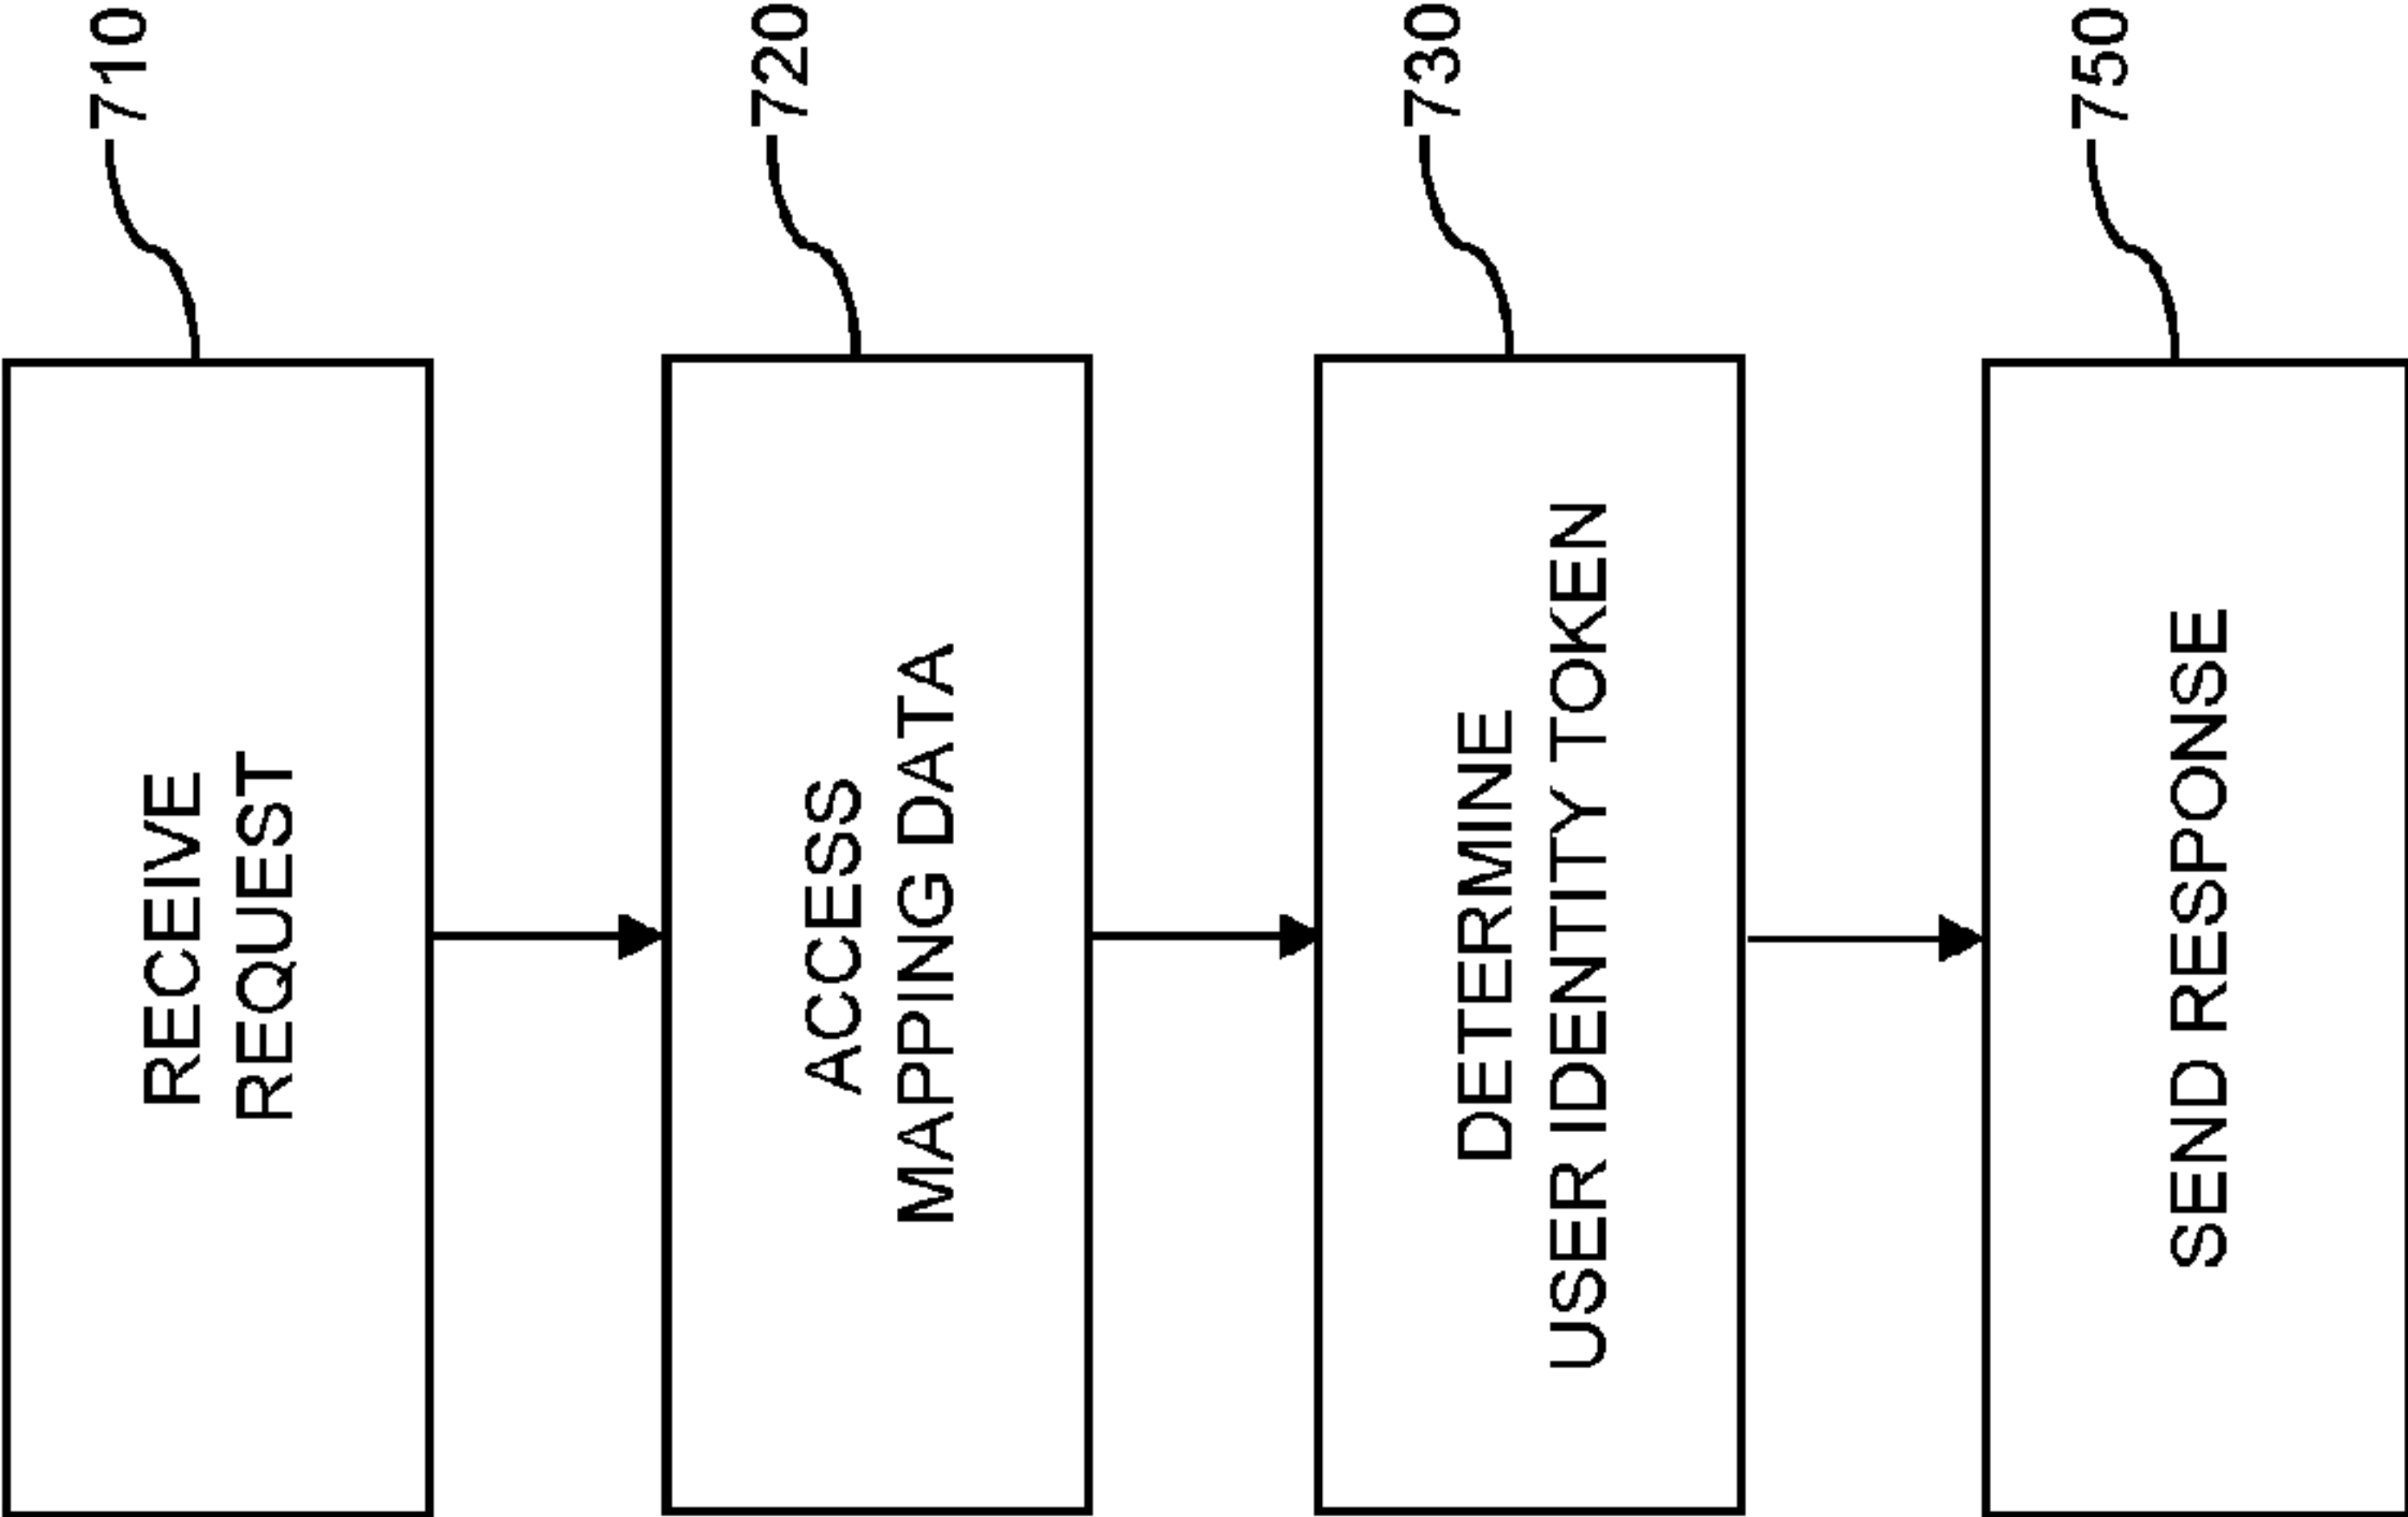 RECEIVE
REQUEST
710
ACCESS
MAPPING DATA
720
DETERMINE
USER IDENTITY TOKEN
730
SEND RESPONSE
750